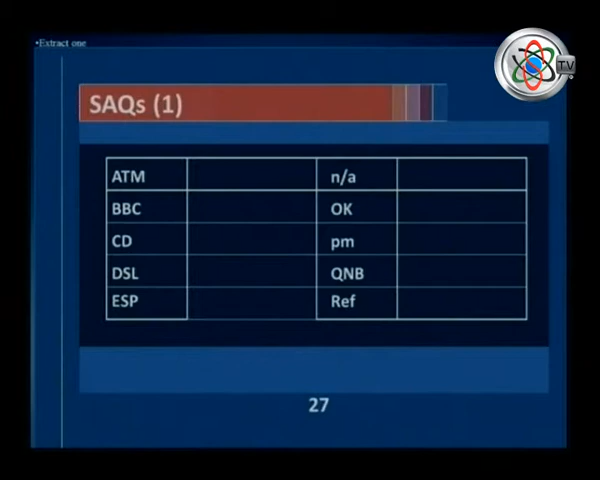 •Extract one
TV
SAQs (1)
ATM n/a
BBC OK
CD pm
DSL QNB
ESP Ref
27